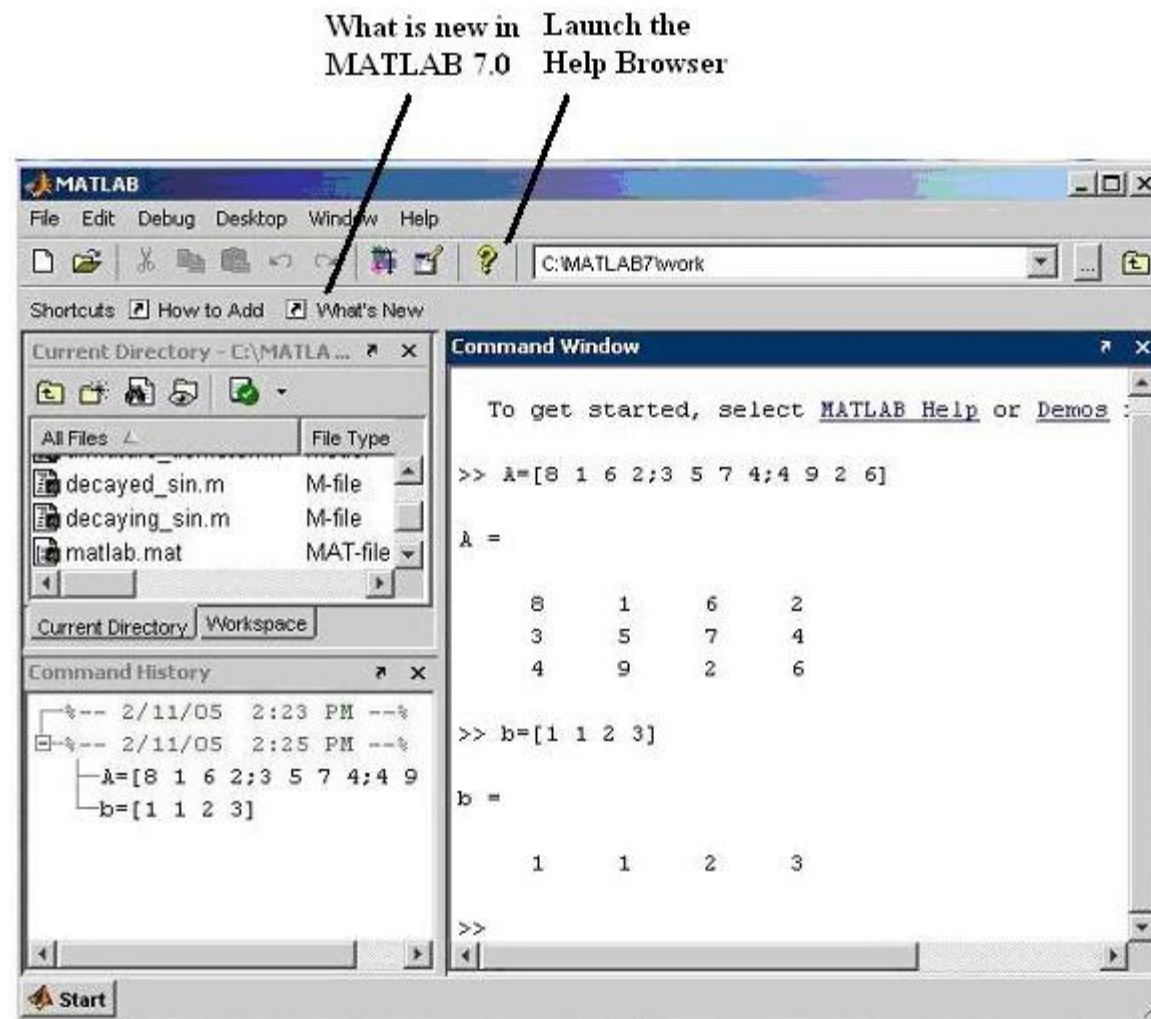 What is new in
MATLAB 7.0
Launch the
Help Browser
MATLAB
File Edit Debug Desktop Window Help
C:\MATLAB7\work
...
Shortcuts How to Add What's New
Current Directory - C:\MATLA...
All Files File Type
decayed_sin.m M-file
decaying_sin.m M-file
matlab.mat MAT-file
Current Directory Workspace
Command History
%-- 2/11/05 2:23 PM --%
%-- 2/11/05 2:25 PM --%
A=[8 1 6 2;3 5 7 4;4 9
b=[1 1 2 3]
Command Window
To get started, select MATLAB Help or Demos
>> A=[8 1 6 2;3 5 7 4;4 9 2 6]
A =
8 1 6 2
3 5 7 4
4 9 2 6
>> b=[1 1 2 3]
b =
1 1 2 3
>>
Start